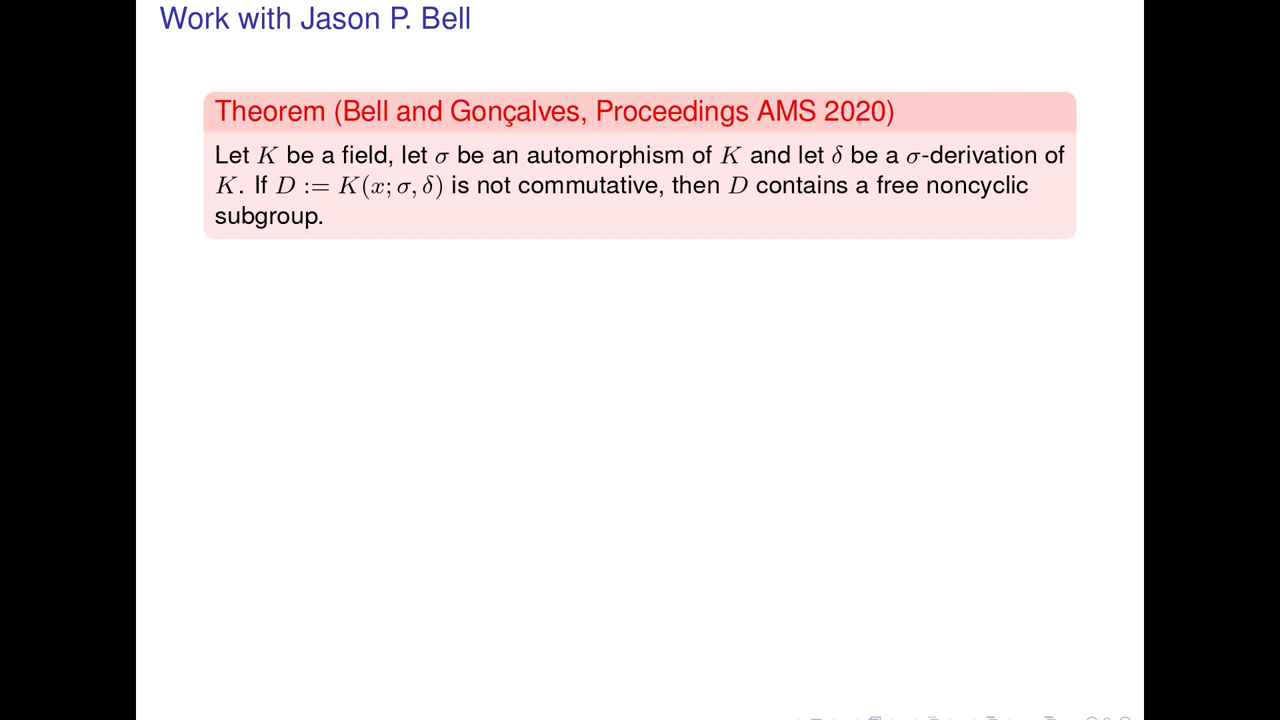 Work with Jason P. Bell
Theorem (Bell and Gonçalves, Proceedings AMS 2020)
Let K be a field, let σ be an automorphism of K and let δ be a σ-derivation of
K. If D := K(x; σ, δ) is not commutative, then D contains a free noncyclic
subgroup.